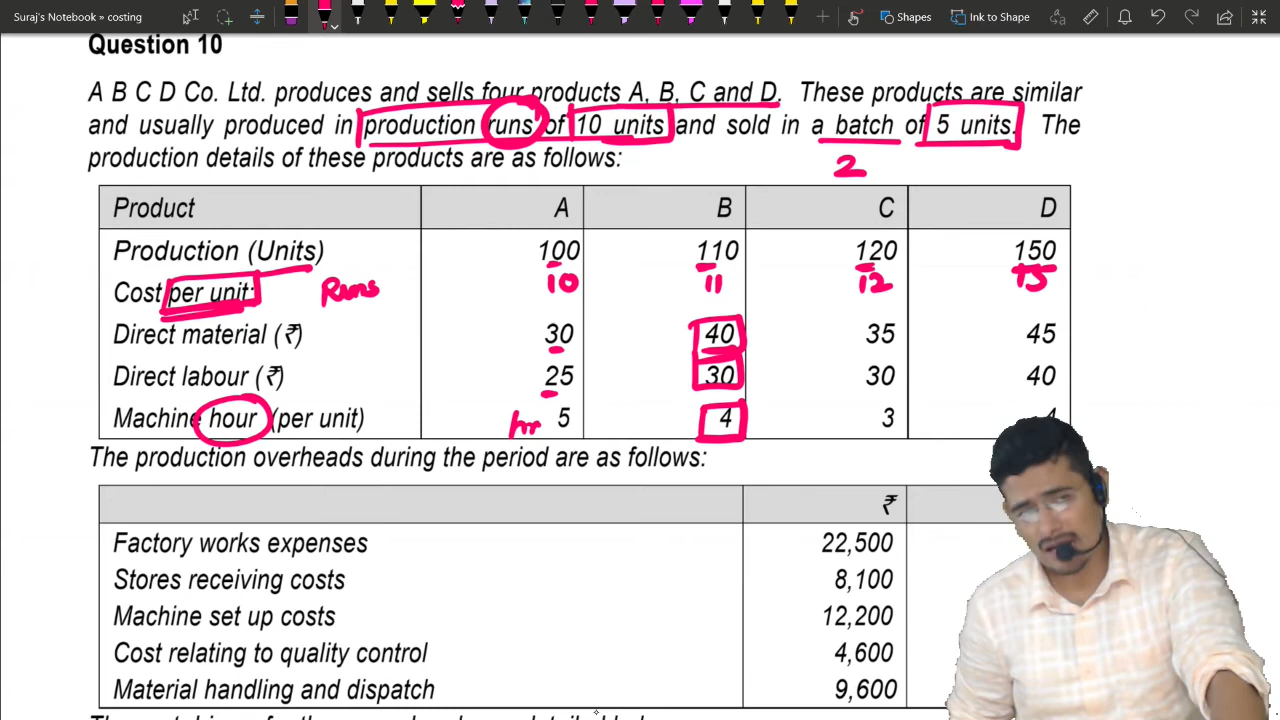 Suraj's Notebook » costing
Shapes
Ink to Shape
Question 10
A B C D Co. Ltd. produces and sells four products A, B, C and D. These products are similar
and usually produced in production runs of 10 units and sold in a batch of 5 units. The
2
production details of these products are as follows:
Product A B C D
Production (Units) 100 110 120 150
10 11 12 15
Cost per unit: Runs
Direct material (₹) 30 40 35 45
Direct labour (₹) 25 30 30 40
Machine hour (per unit) hr 5 4 3
The production overheads during the period are as follows:
₹
Factory works expenses 22,500
Stores receiving costs 8,100
Machine set up costs 12,200
Cost relating to quality control 4,600
Material handling and dispatch 9,600